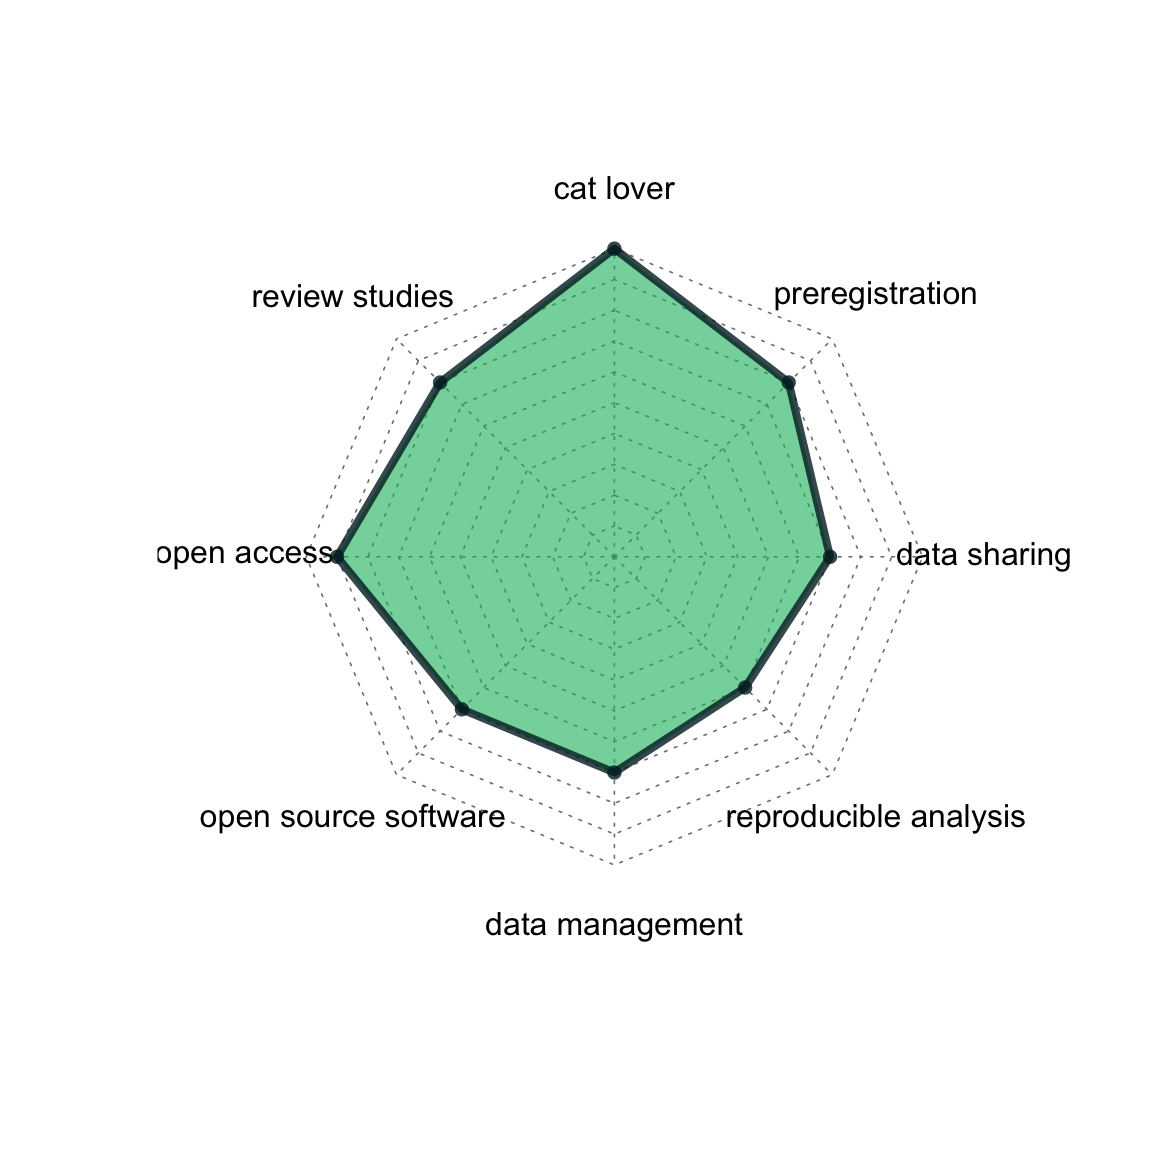 cat lover
review studies
preregistration
open access
data sharing
open source software
reproducible analysis
data management